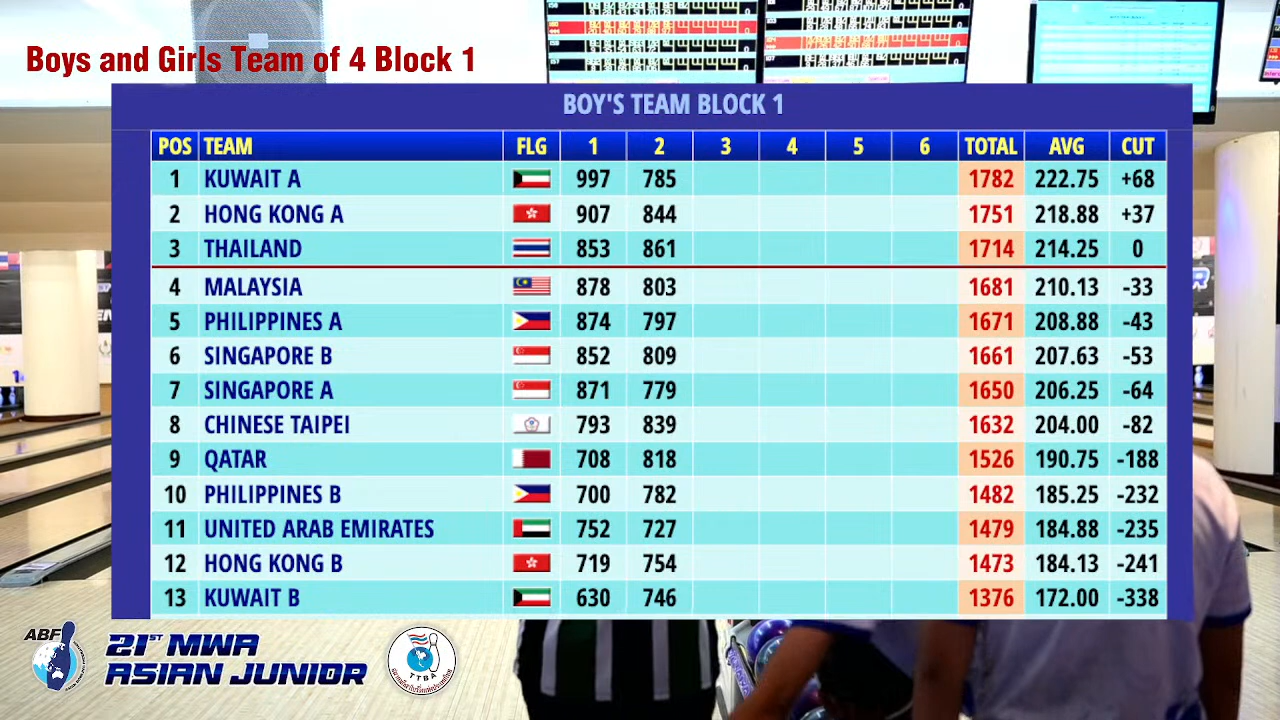 Boys and Girls Team of 4 Block 1
BOY'S TEAM BLOCK 1
POS TEAM FLG 1 2 3 4 5 6 TOTAL AVG CUT
1 KUWAIT A 997 785 1782 222.75 +68
2 HONG KONG A 907 844 1751 218.88 +37
3 THAILAND 853 861 1714 214.25 0
4 MALAYSIA 878 803 1681 210.13 -33
5 PHILIPPINES A 874 797 1671 208.88 -43
6 SINGAPORE B 852 809 1661 207.63 -53
7 SINGAPORE A 871 779 1650 206.25 -64
8 CHINESE TAIPEI 793 839 1632 204.00 -82
9 QATAR 708 818 1526 190.75 -188
10 PHILIPPINES B 700 782 1482 185.25 -232
11 UNITED ARAB EMIRATES 752 727 1479 184.88 -235
12 HONG KONG B 719 754 1473 184.13 -241
13 KUWAIT B 630 746 1376 172.00 -338
ABF
21ST MWA
ASIAN JUNIOR
TTBA